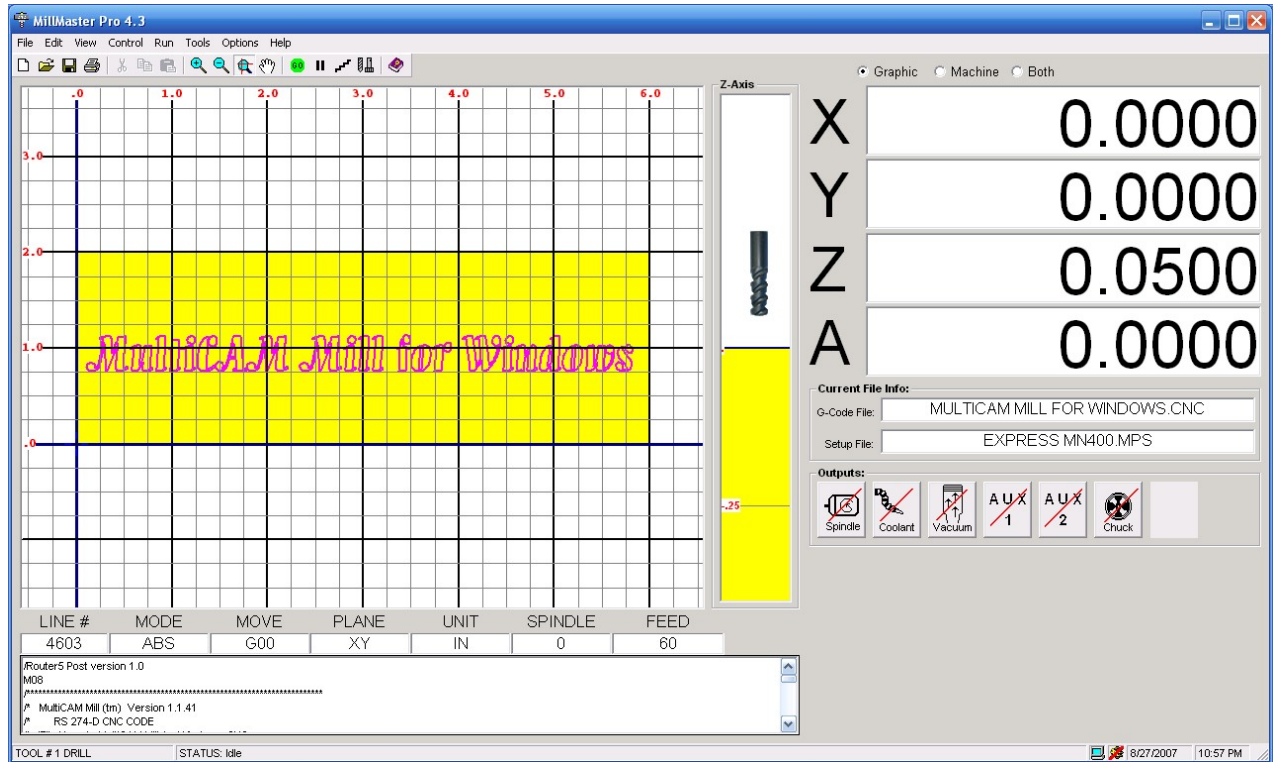 MillMaster Pro 4.3
File Edit View Control Run Tools Options Help
GO
Graphic Machine Both
.0 1.0 2.0 3.0 4.0 5.0 6.0
3.0
2.0
1.0
.0
MultiCAM Mill for Windows
Z-Axis
-.25
X 0.0000
Y 0.0000
Z 0.0500
A 0.0000
Current File Info:
G-Code File: MULTICAM MILL FOR WINDOWS.CNC
Setup File: EXPRESS MN400.MPS
Outputs:
Spindle Coolant Vacuum AUX 1 AUX 2 Chuck
LINE # MODE MOVE PLANE UNIT SPINDLE FEED
4603 ABS G00 XY IN 0 60
/Router5 Post version 1.0
M08
/* MultiCAM Mill (tm) Version 1.1.41
/* RS 274-D CNC CODE
TOOL # 1 DRILL STATUS: Idle 8/27/2007 10:57 PM